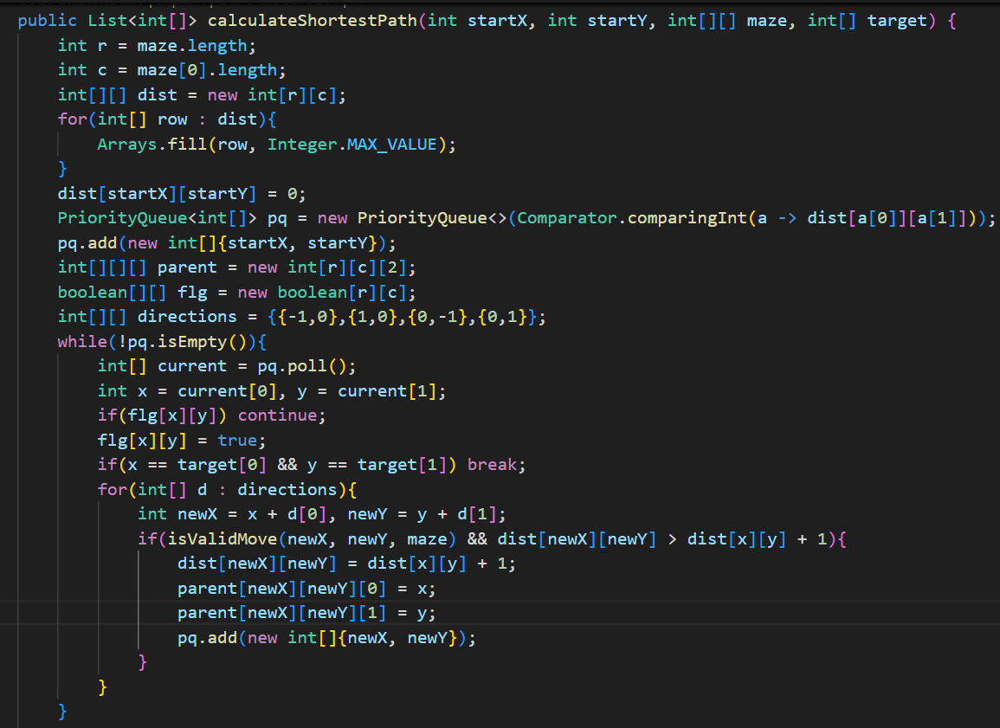 public List<int[]> calculateShortestPath(int startX, int startY, int[][] maze, int[] target) {
    int r = maze.length;
    int c = maze[0].length;
    int[][] dist = new int[r][c];
    for(int[] row : dist){
        Arrays.fill(row, Integer.MAX_VALUE);
    }
    dist[startX][startY] = 0;
    PriorityQueue<int[]> pq = new PriorityQueue<>(Comparator.comparingInt(a -> dist[a[0]][a[1]]));
    pq.add(new int[]{startX, startY});
    int[][][] parent = new int[r][c][2];
    boolean[][] flg = new boolean[r][c];
    int[][] directions = {{-1,0},{1,0},{0,-1},{0,1}};
    while(!pq.isEmpty()){
        int[] current = pq.poll();
        int x = current[0], y = current[1];
        if(flg[x][y]) continue;
        flg[x][y] = true;
        if(x == target[0] && y == target[1]) break;
        for(int[] d : directions){
            int newX = x + d[0], newY = y + d[1];
            if(isValidMove(newX, newY, maze) && dist[newX][newY] > dist[x][y] + 1){
                dist[newX][newY] = dist[x][y] + 1;
                parent[newX][newY][0] = x;
                parent[newX][newY][1] = y;
                pq.add(new int[]{newX, newY});
            }
        }
    }